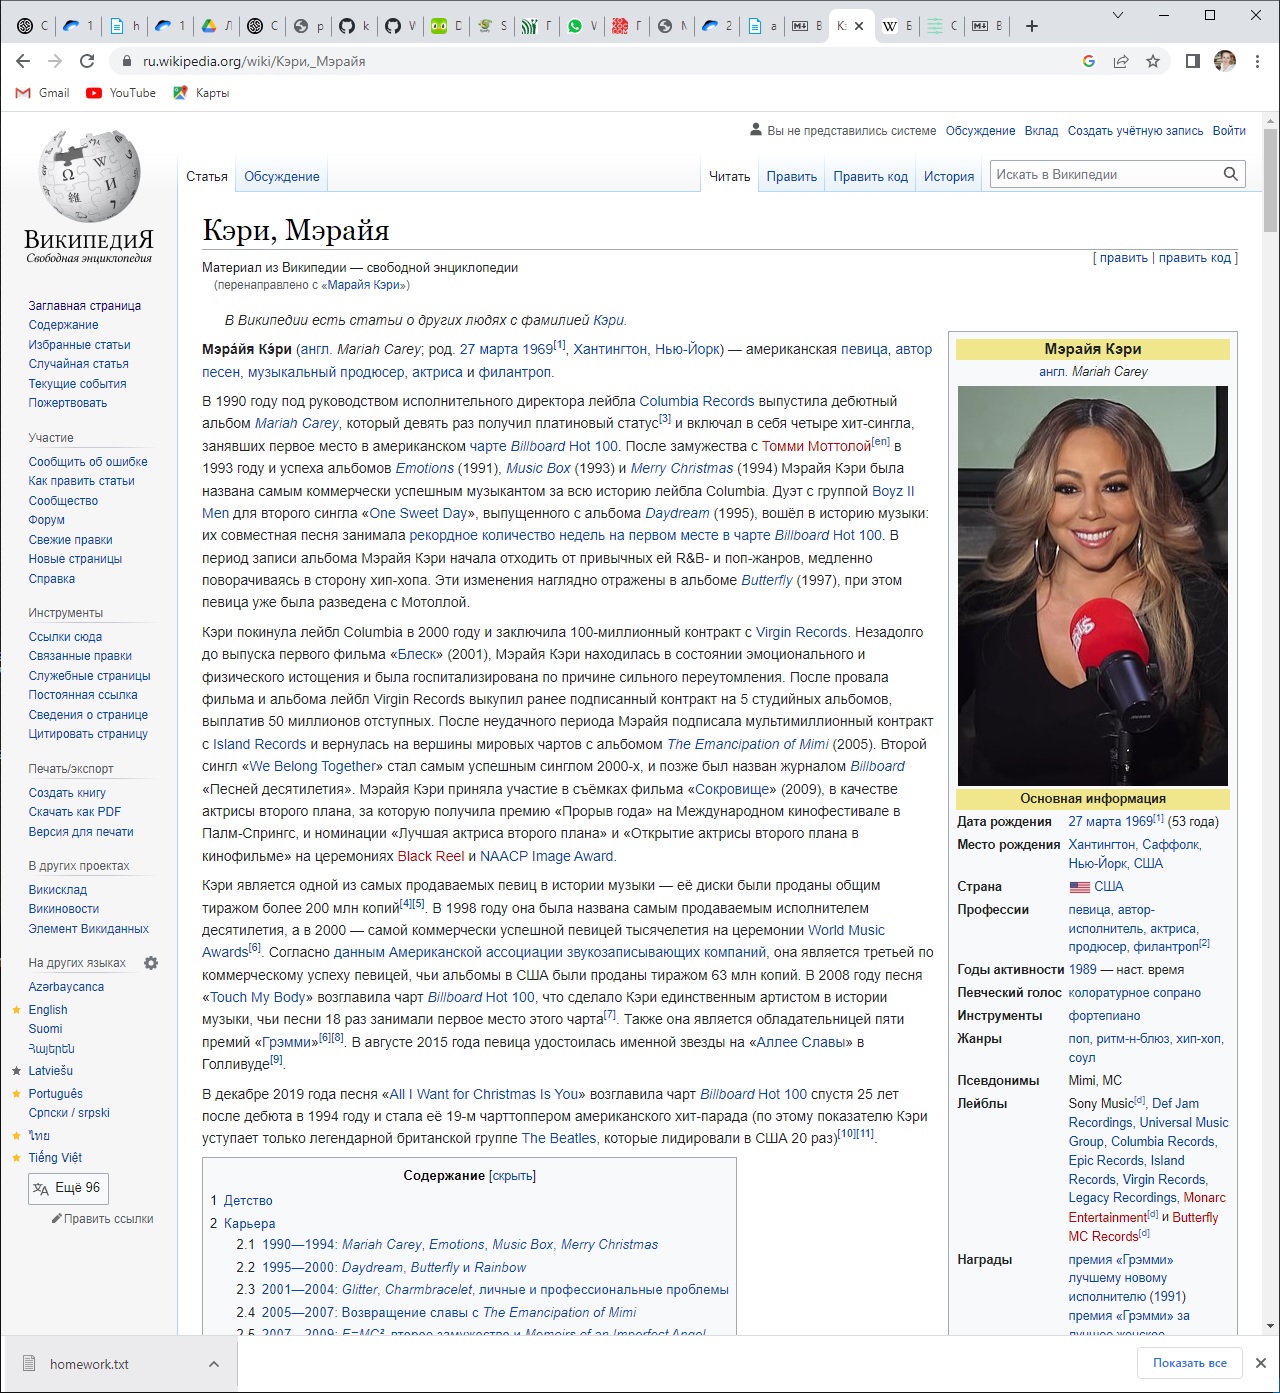 ru.wikipedia.org/wiki/Кэри,_Мэрайя
Gmail
YouTube
Карты
Вы не представились системе Обсуждение Вклад Создать учётную запись Войти
Статья Обсуждение Читать Править Править код История Искать в Википедии
ВикипедиЯ
Свободная энциклопедия
Заглавная страница
Содержание
Избранные статьи
Случайная статья
Текущие события
Пожертвовать
Участие
Сообщить об ошибке
Как править статьи
Сообщество
Форум
Свежие правки
Новые страницы
Справка
Инструменты
Ссылки сюда
Связанные правки
Служебные страницы
Постоянная ссылка
Сведения о странице
Цитировать страницу
Печать/экспорт
Создать книгу
Скачать как PDF
Версия для печати
В других проектах
Викисклад
Викиновости
Элемент Викиданных
На других языках
Azərbaycanca
English
Suomi
Հայերեն
Latviešu
Português
Српски / srpski
ไทย
Tiếng Việt
Ещё 96
Править ссылки
Кэри, Мэрайя
[ править | править код ]
Материал из Википедии — свободной энциклопедии
(перенаправлено с «Марайя Кэри»)
В Википедии есть статьи о других людях с фамилией Кэри.
Мэра́йя Кэ́ри (англ. Mariah Carey; род. 27 марта 1969[1], Хантингтон, Нью-Йорк) — американская певица, автор
песен, музыкальный продюсер, актриса и филантроп.
В 1990 году под руководством исполнительного директора лейбла Columbia Records выпустила дебютный
альбом Mariah Carey, который девять раз получил платиновый статус[3] и включал в себя четыре хит-сингла,
занявших первое место в американском чарте Billboard Hot 100. После замужества с Томми Моттолой[en] в
1993 году и успеха альбомов Emotions (1991), Music Box (1993) и Merry Christmas (1994) Мэрайя Кэри была
названа самым коммерчески успешным музыкантом за всю историю лейбла Columbia. Дуэт с группой Boyz II
Men для второго сингла «One Sweet Day», выпущенного с альбома Daydream (1995), вошёл в историю музыки:
их совместная песня занимала рекордное количество недель на первом месте в чарте Billboard Hot 100. В
период записи альбома Мэрайя Кэри начала отходить от привычных ей R&B- и поп-жанров, медленно
поворачиваясь в сторону хип-хопа. Эти изменения наглядно отражены в альбоме Butterfly (1997), при этом
певица уже была разведена с Мотоллой.
Кэри покинула лейбл Columbia в 2000 году и заключила 100-миллионный контракт с Virgin Records. Незадолго
до выпуска первого фильма «Блеск» (2001), Мэрайя Кэри находилась в состоянии эмоционального и
физического истощения и была госпитализирована по причине сильного переутомления. После провала
фильма и альбома лейбл Virgin Records выкупил ранее подписанный контракт на 5 студийных альбомов,
выплатив 50 миллионов отступных. После неудачного периода Мэрайя подписала мультимиллионный контракт
с Island Records и вернулась на вершины мировых чартов с альбомом The Emancipation of Mimi (2005). Второй
сингл «We Belong Together» стал самым успешным синглом 2000-х, и позже был назван журналом Billboard
«Песней десятилетия». Мэрайя Кэри приняла участие в съёмках фильма «Сокровище» (2009), в качестве
актрисы второго плана, за которую получила премию «Прорыв года» на Международном кинофестивале в
Палм-Спрингс, и номинации «Лучшая актриса второго плана» и «Открытие актрисы второго плана в
кинофильме» на церемониях Black Reel и NAACP Image Award.
Кэри является одной из самых продаваемых певиц в истории музыки — её диски были проданы общим
тиражом более 200 млн копий[4][5]. В 1998 году она была названа самым продаваемым исполнителем
десятилетия, а в 2000 — самой коммерчески успешной певицей тысячелетия на церемонии World Music
Awards[6]. Согласно данным Американской ассоциации звукозаписывающих компаний, она является третьей по
коммерческому успеху певицей, чьи альбомы в США были проданы тиражом 63 млн копий. В 2008 году песня
«Touch My Body» возглавила чарт Billboard Hot 100, что сделало Кэри единственным артистом в истории
музыки, чьи песни 18 раз занимали первое место этого чарта[7]. Также она является обладательницей пяти
премий «Грэмми»[6][8]. В августе 2015 года певица удостоилась именной звезды на «Аллее Славы» в
Голливуде[9].
В декабре 2019 года песня «All I Want for Christmas Is You» возглавила чарт Billboard Hot 100 спустя 25 лет
после дебюта в 1994 году и стала её 19-м чарттоппером американского хит-парада (по этому показателю Кэри
уступает только легендарной британской группе The Beatles, которые лидировали в США 20 раз)[10][11].
Содержание [скрыть]
1 Детство
2 Карьера
2.1 1990—1994: Mariah Carey, Emotions, Music Box, Merry Christmas
2.2 1995—2000: Daydream, Butterfly и Rainbow
2.3 2001—2004: Glitter, Charmbracelet, личные и профессиональные проблемы
2.4 2005—2007: Возвращение славы с The Emancipation of Mimi
2.5 2007—2009: E=MC², второе замужество и Memoirs of an Imperfect Angel
Мэрайя Кэри
англ. Mariah Carey
Основная информация
Дата рождения 27 марта 1969[1] (53 года)
Место рождения Хантингтон, Саффолк,
Нью-Йорк, США
Страна США
Профессии певица, автор-
исполнитель, актриса,
продюсер, филантроп[2]
Годы активности 1989 — наст. время
Певческий голос колоратурное сопрано
Инструменты фортепиано
Жанры поп, ритм-н-блюз, хип-хоп,
соул
Псевдонимы Mimi, MC
Лейблы Sony Music[d], Def Jam
Recordings, Universal Music
Group, Columbia Records,
Epic Records, Island
Records, Virgin Records,
Legacy Recordings, Monarc
Entertainment[d] и Butterfly
MC Records[d]
Награды премия «Грэмми»
лучшему новому
исполнителю (1991)
премия «Грэмми» за
лучшее женское
homework.txt
Показать все